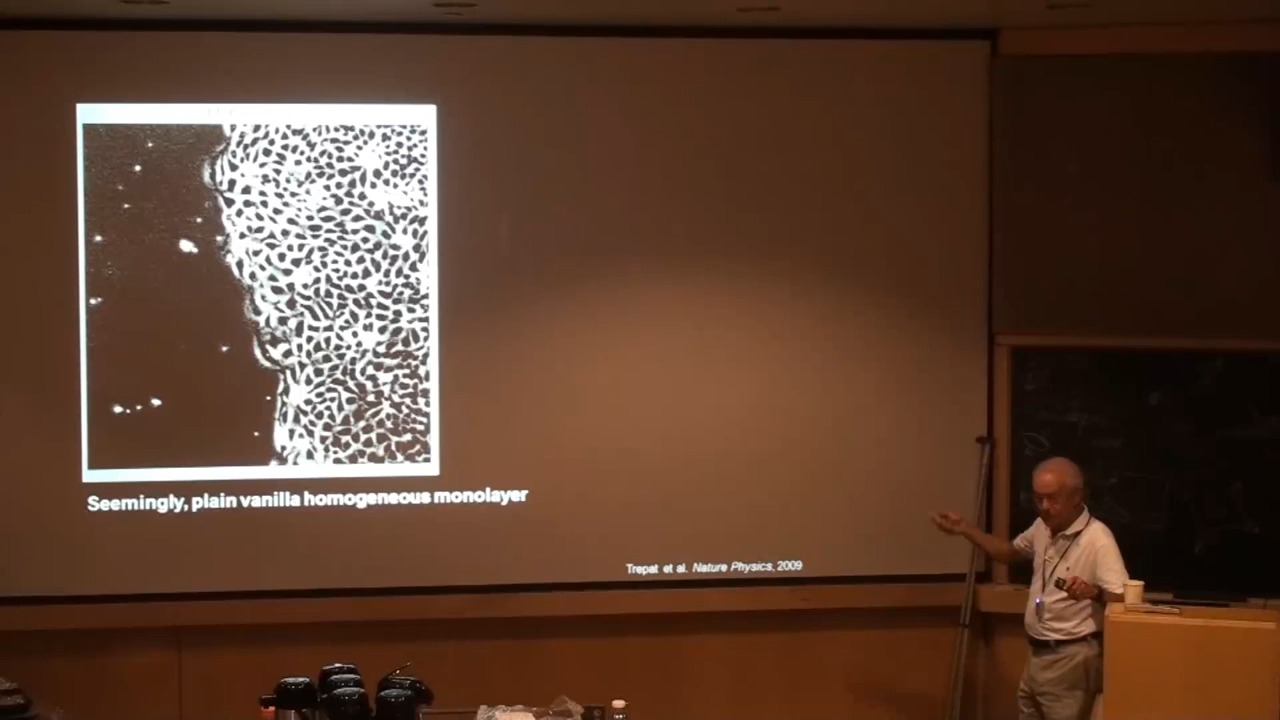 Seemingly, plain vanilla homogeneous monolayer
Trepat et al. Nature Physics, 2009